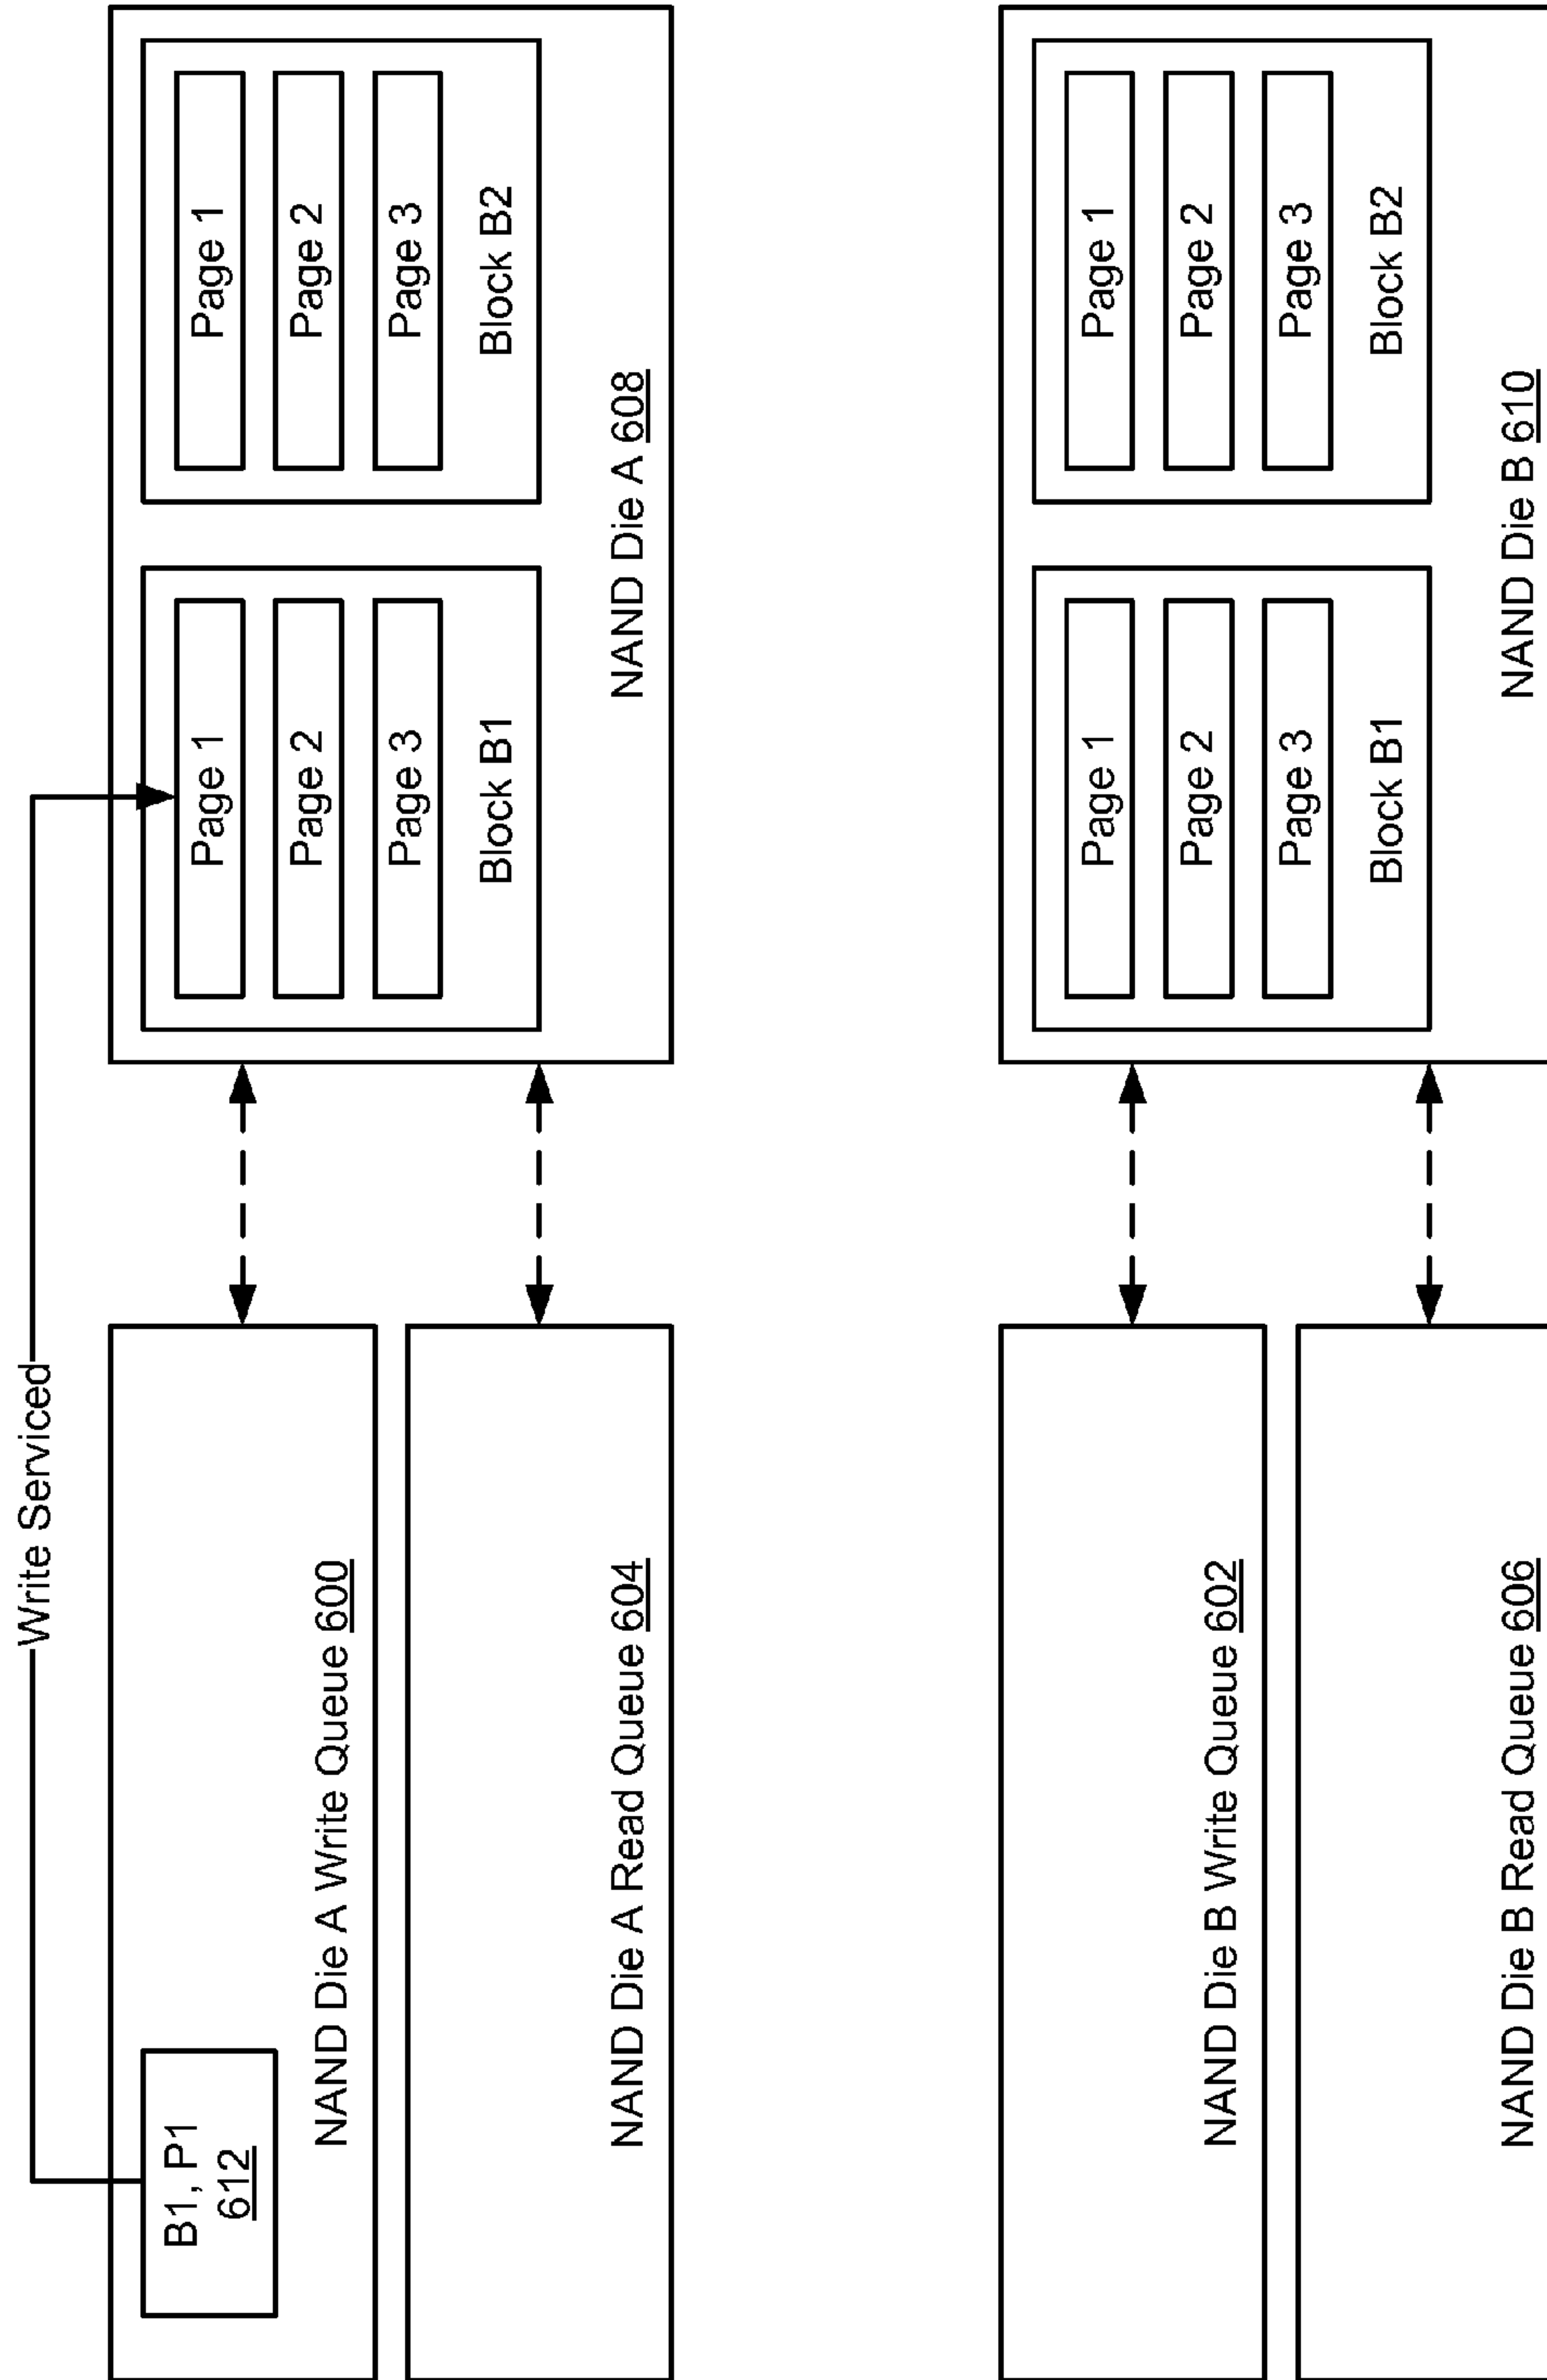 Write Serviced
B1, P1
612
NAND Die A Write Queue 600
NAND Die A Read Queue 604
Page 1
Page 2
Page 3
Block B1
Page 1
Page 2
Page 3
Block B2
NAND Die A 608
NAND Die B Write Queue 602
NAND Die B Read Queue 606
Page 1
Page 2
Page 3
Block B1
Page 1
Page 2
Page 3
Block B2
NAND Die B 610